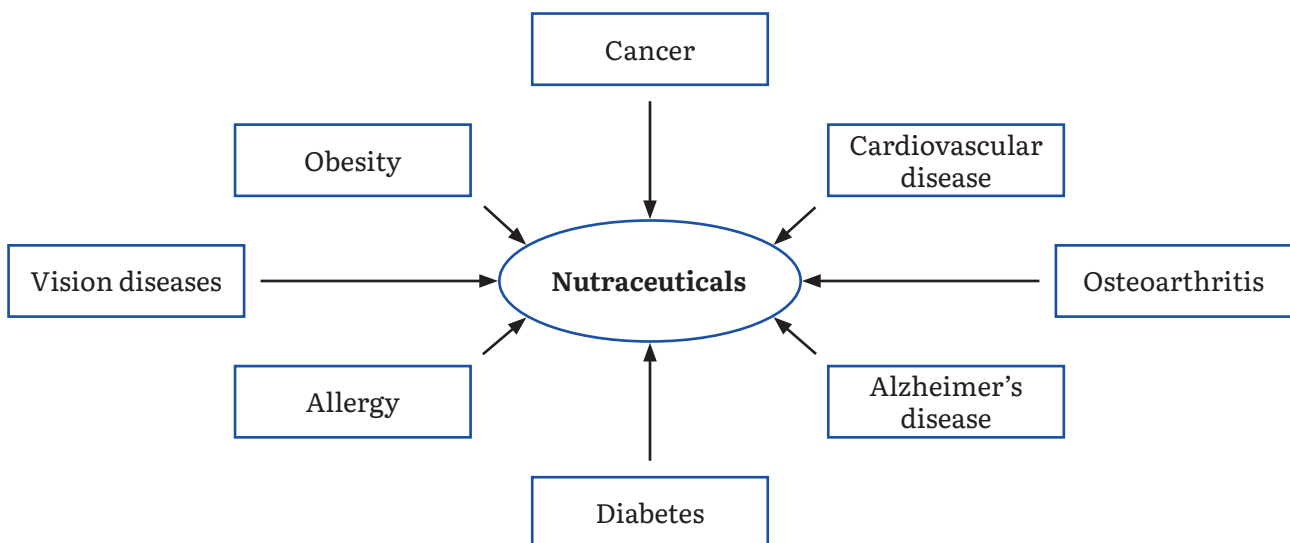 Cancer
Obesity
Cardiovascular
disease
Vision diseases
Nutraceuticals
Osteoarthritis
Allergy
Alzheimer’s
disease
Diabetes